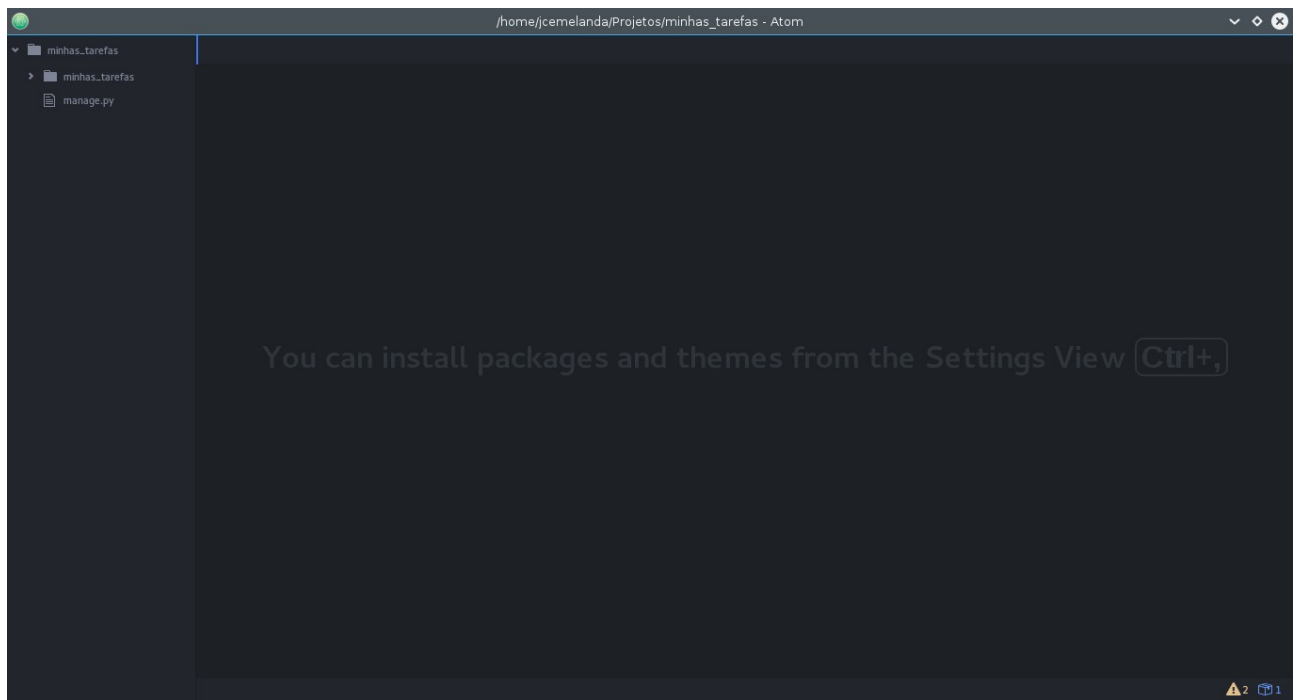 /home/jcemelanda/Projetos/minhas_tarefas - Atom
minhas_tarefas
minhas_tarefas
manage.py
You can install packages and themes from the Settings View Ctrl+,
2 1